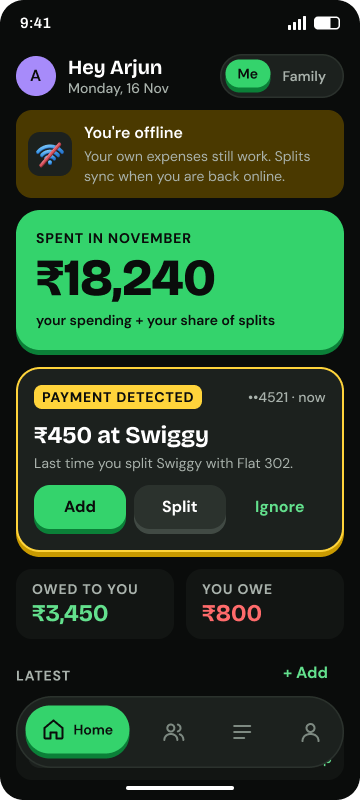 9:41
A
Hey Arjun
Monday, 16 Nov
Me
Family
You're offline
Your own expenses still work. Splits
sync when you are back online.
SPENT IN NOVEMBER
₹18,240
your spending + your share of splits
PAYMENT DETECTED
••4521 · now
₹450 at Swiggy
Last time you split Swiggy with Flat 302.
Add
Split
Ignore
OWED TO YOU
₹3,450
YOU OWE
₹800
LATEST
+ Add
Home